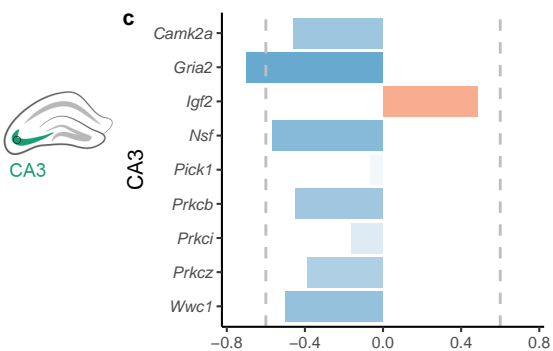 c
Camk2a
Gria2
Igf2
Nsf
Pick1
Prkcb
Prkci
Prkcz
Wwc1
CA3
CA3
−0.8 −0.4 0.0 0.4 0.8